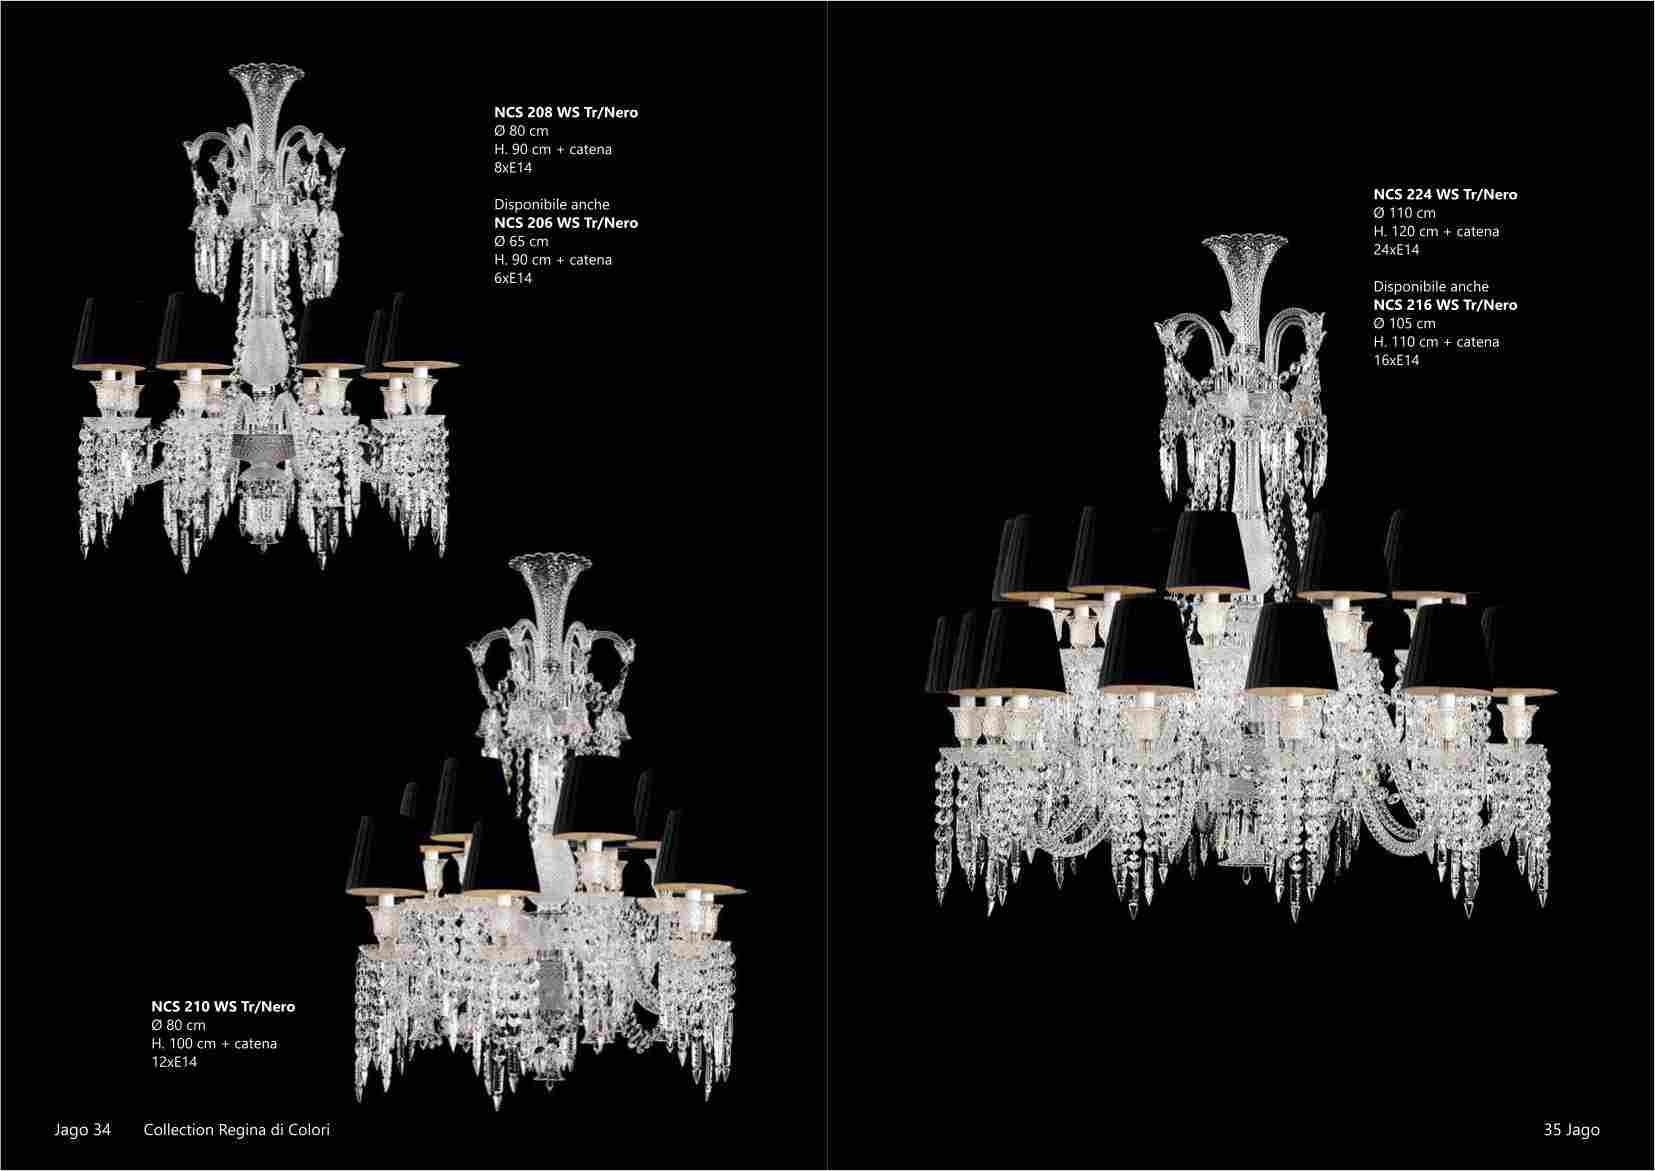 NCS 208 WS Tr/Nero
Ø 80 cm
H. 90 cm + catena
8xE14
Disponibile anche
NCS 206 WS Tr/Nero
Ø 65 cm
H. 90 cm + catena
6xE14
NCS 210 WS Tr/Nero
Ø 80 cm
H. 100 cm + catena
12xE14
Jago 34 Collection Regina di Colori
NCS 224 WS Tr/Nero
Ø 110 cm
H. 120 cm + catena
24xE14
Disponibile anche
NCS 216 WS Tr/Nero
Ø 105 cm
H. 110 cm + catena
16xE14
35 Jago